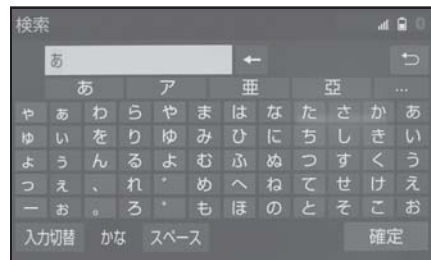 検索
あ ←
あ ア 亜 亞 …
ゃ ぁ わ ら や ま は な た さ か あ
ゅ ぃ を り ゆ み ひ に ち し き い
ょ ぅ ん る よ む ふ ぬ つ す く う
っ ぇ 、 れ ゛ め へ ね て せ け え
ー ぉ 。 ろ ゜ も ほ の と そ こ お
入力切替 かな スペース 確定